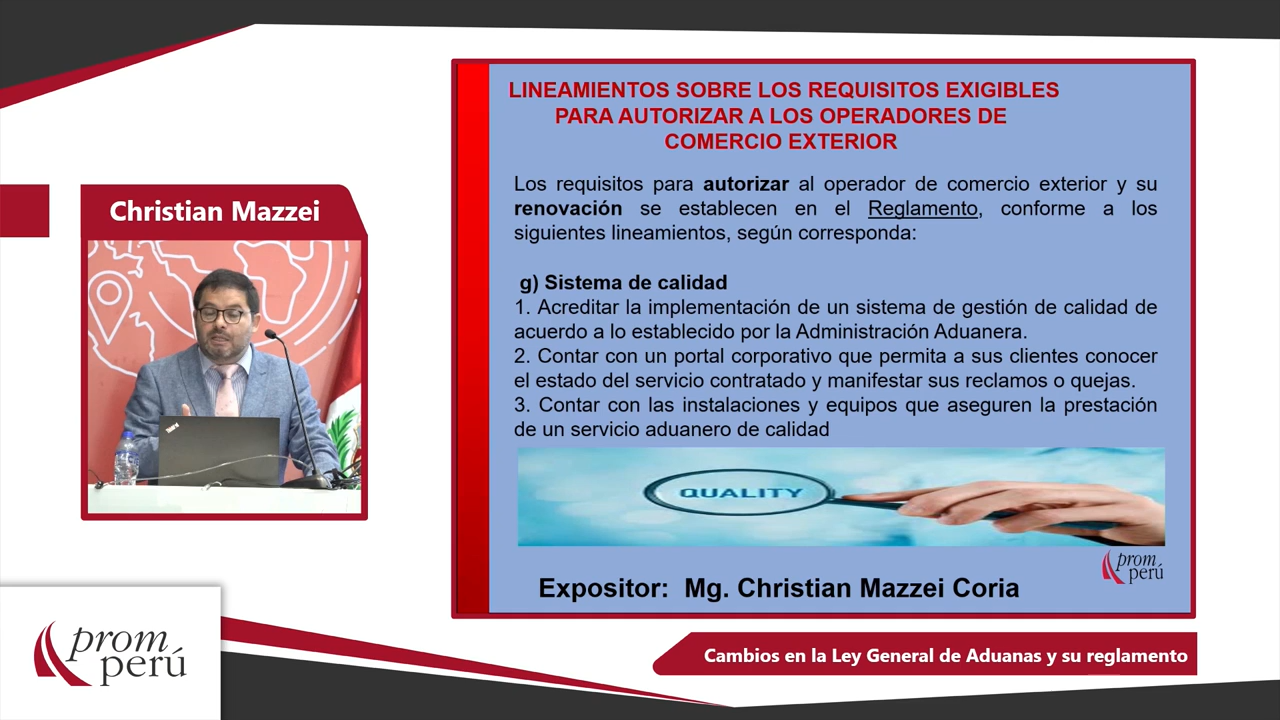 LINEAMIENTOS SOBRE LOS REQUISITOS EXIGIBLES
PARA AUTORIZAR A LOS OPERADORES DE
COMERCIO EXTERIOR
Los requisitos para autorizar al operador de comercio exterior y su
renovación se establecen en el Reglamento, conforme a los
siguientes lineamientos, según corresponda:
g) Sistema de calidad
1. Acreditar la implementación de un sistema de gestión de calidad de
acuerdo a lo establecido por la Administración Aduanera.
2. Contar con un portal corporativo que permita a sus clientes conocer
el estado del servicio contratado y manifestar sus reclamos o quejas.
3. Contar con las instalaciones y equipos que aseguren la prestación
de un servicio aduanero de calidad
QUALITY
prom
perú
Expositor: Mg. Christian Mazzei Coria
Christian Mazzei
ThinkPad
prom
perú
Cambios en la Ley General de Aduanas y su reglamento